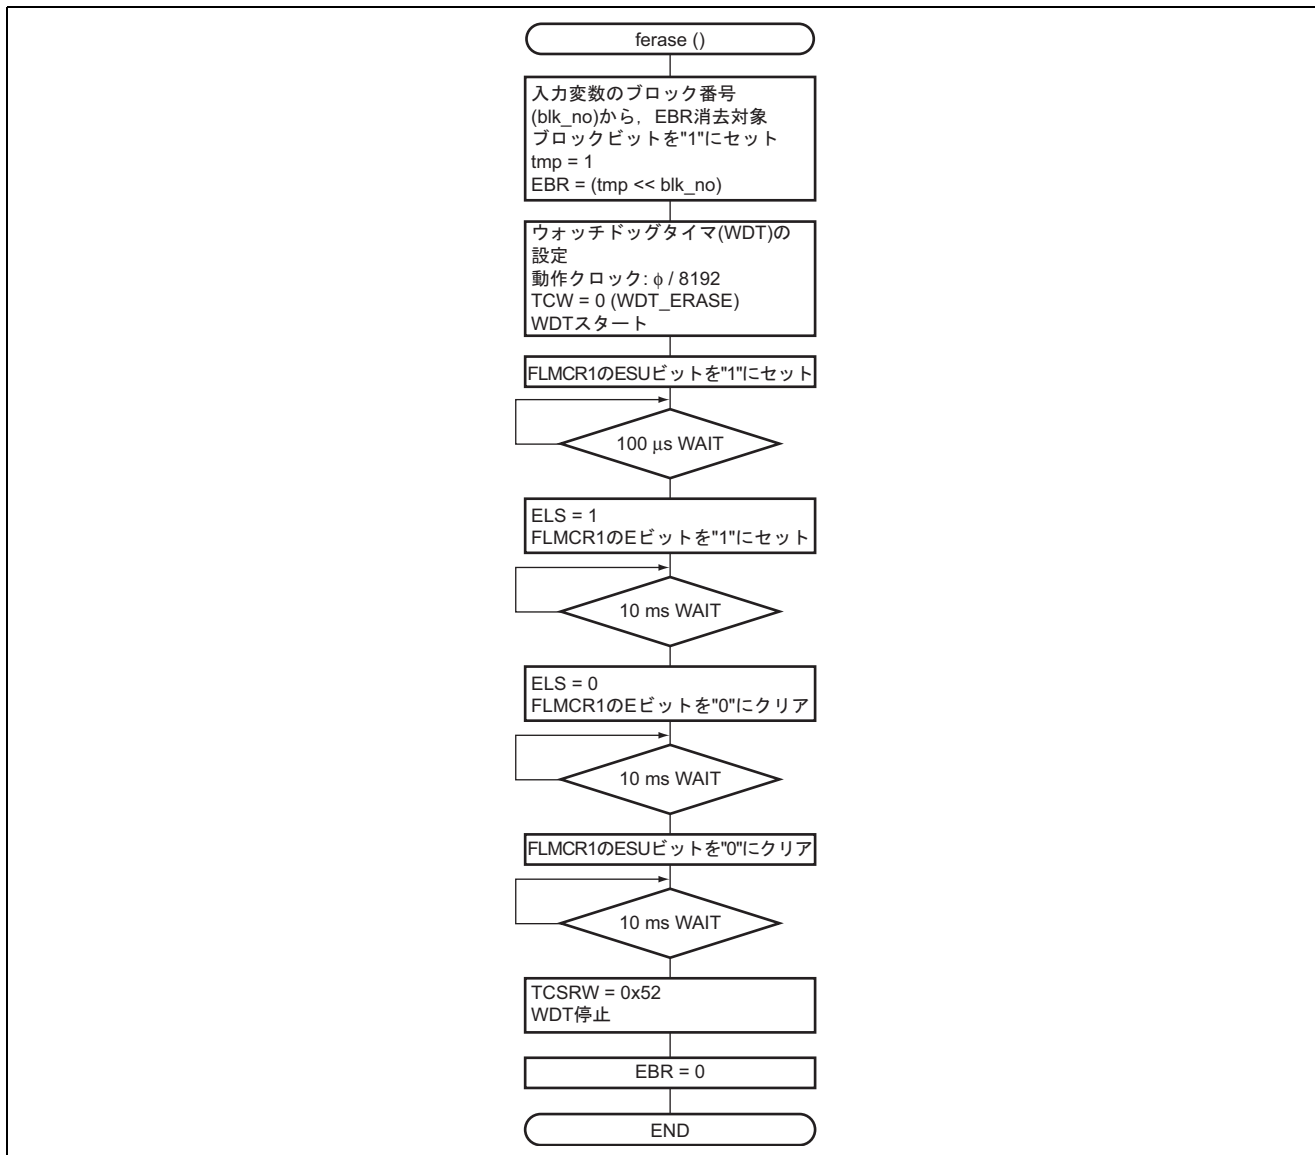 ferase ()
入力変数のブロック番号
(blk_no)から，EBR消去対象
ブロックビットを"1"にセット
tmp = 1
EBR = (tmp << blk_no)
ウォッチドッグタイマ(WDT)の
設定
動作クロック: φ / 8192
TCW = 0 (WDT_ERASE)
WDTスタート
FLMCR1のESUビットを"1"にセット
100 μs WAIT
ELS = 1
FLMCR1のEビットを"1"にセット
10 ms WAIT
ELS = 0
FLMCR1のEビットを"0"にクリア
10 ms WAIT
FLMCR1のESUビットを"0"にクリア
10 ms WAIT
TCSRW = 0x52
WDT停止
EBR = 0
END